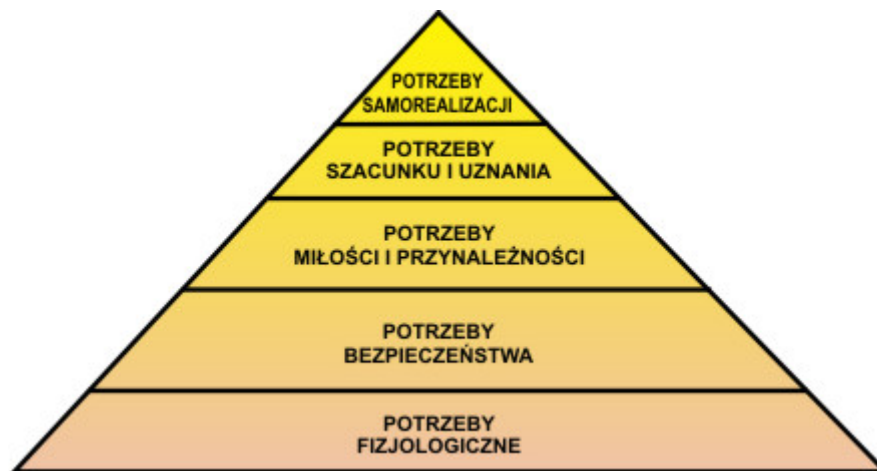 POTRZEBY
SAMOREALIZACJI
POTRZEBY
SZACUNKU I UZNANIA
POTRZEBY
MIŁOŚCI I PRZYNALEŻNOŚCI
POTRZEBY
BEZPIECZEŃSTWA
POTRZEBY
FIZJOLOGICZNE